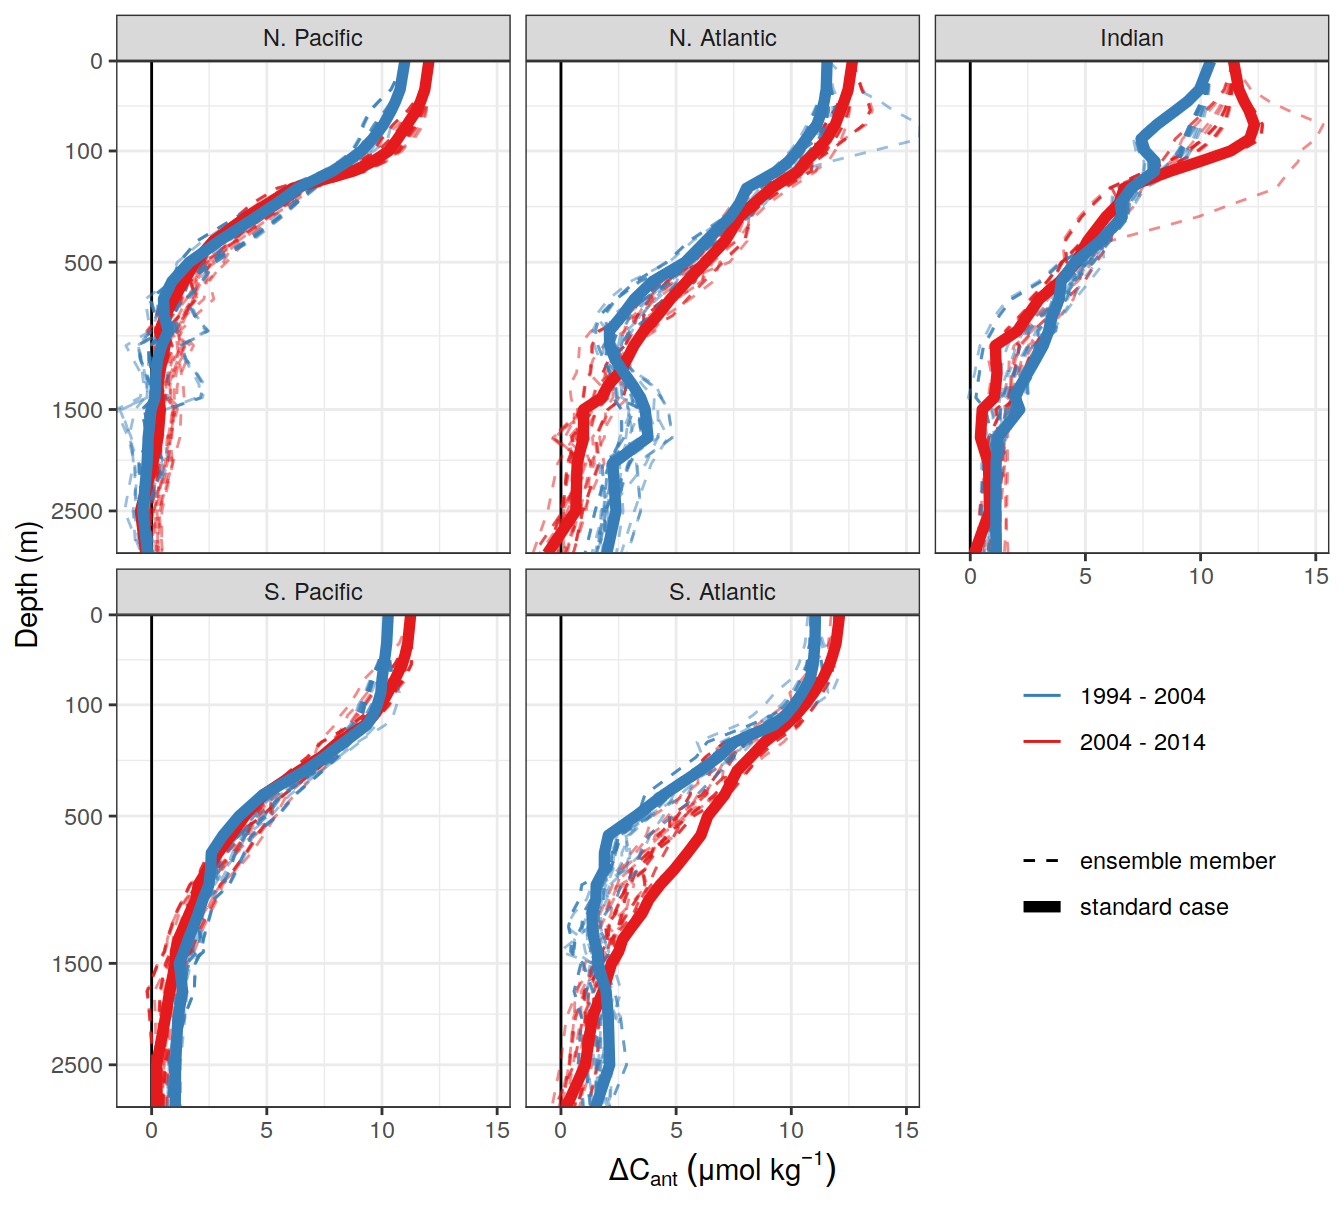 N. Pacific
N. Atlantic
Indian
0
100
500
1500
2500
0
5
10
15
S. Pacific
S. Atlantic
0
100
500
1500
2500
0
5
10
15
0
5
10
15
Depth (m)
ΔCant (μmol kg−1)
1994 - 2004
2004 - 2014
ensemble member
standard case